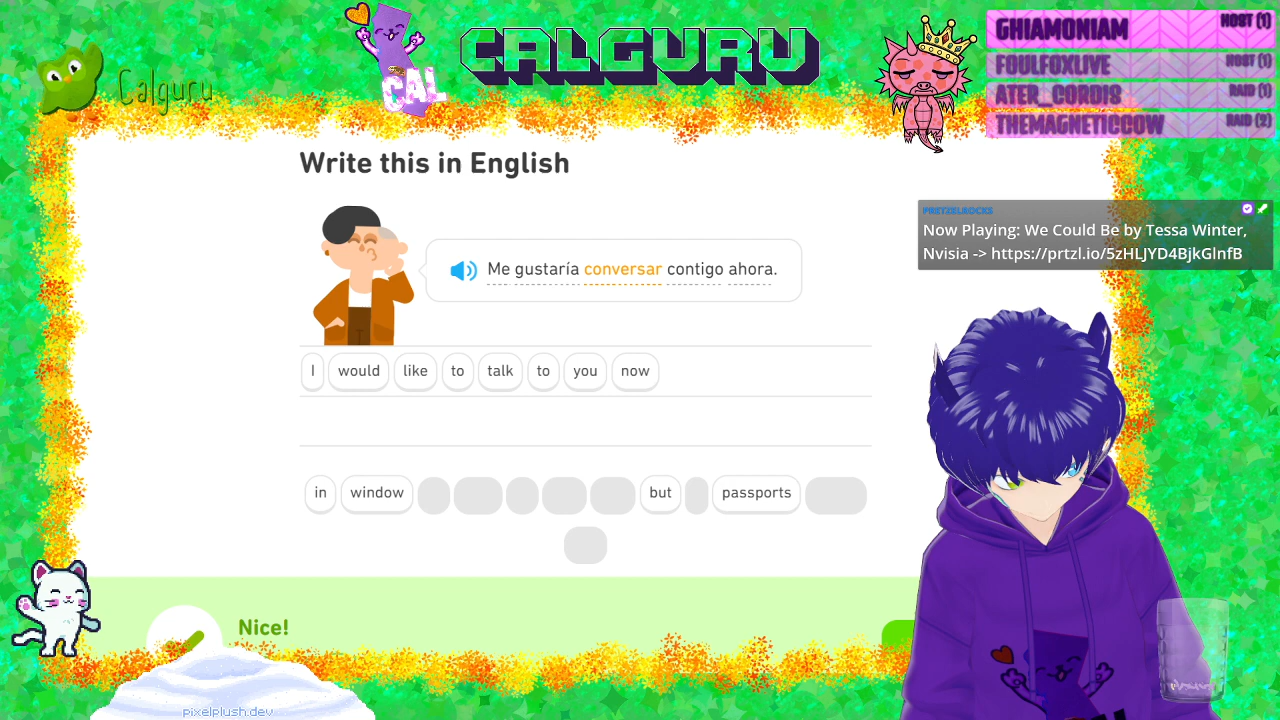 Calguru
CAL
CALGURU
GHIAMONIAM HOST (1)
FOULFOXLIVE HOST (1)
ATER_CORDIS RAID (1)
THEMAGNETICCOW RAID (2)
Write this in English
PRETZELROCKS
Now Playing: We Could Be by Tessa Winter,
Nvisia -> https://prtzl.io/5zHLJYD4BjkGlnfB
Me gustaría conversar contigo ahora.
I would like to talk to you now
in window but passports
Nice!
pixelplush.dev